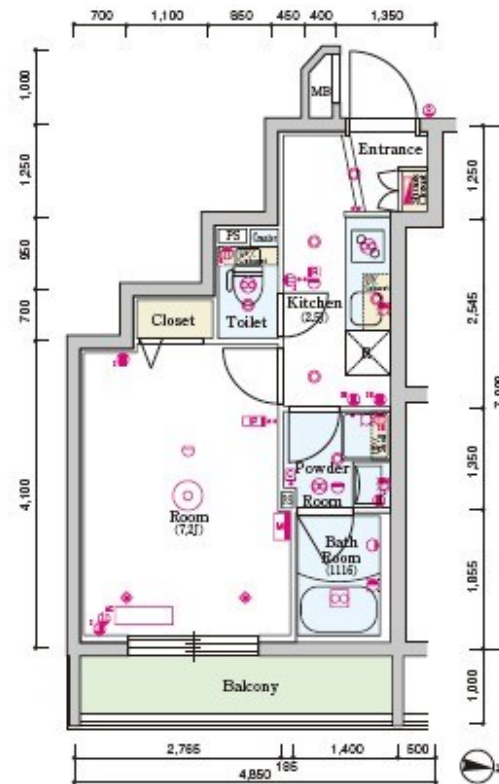 700 1,100 850 450 400 1,350
1,000
1,250
950
700
4,100
MB
Entrance
PS
Closet
Toilet
Kitchen
(2.5J)
R
Powder
Room
Room
(7.2J)
Bath
Room
(1116)
Balcony
1,250
2,545
1,350
1,855
1,000
2,765 1,400 500
185
4,850